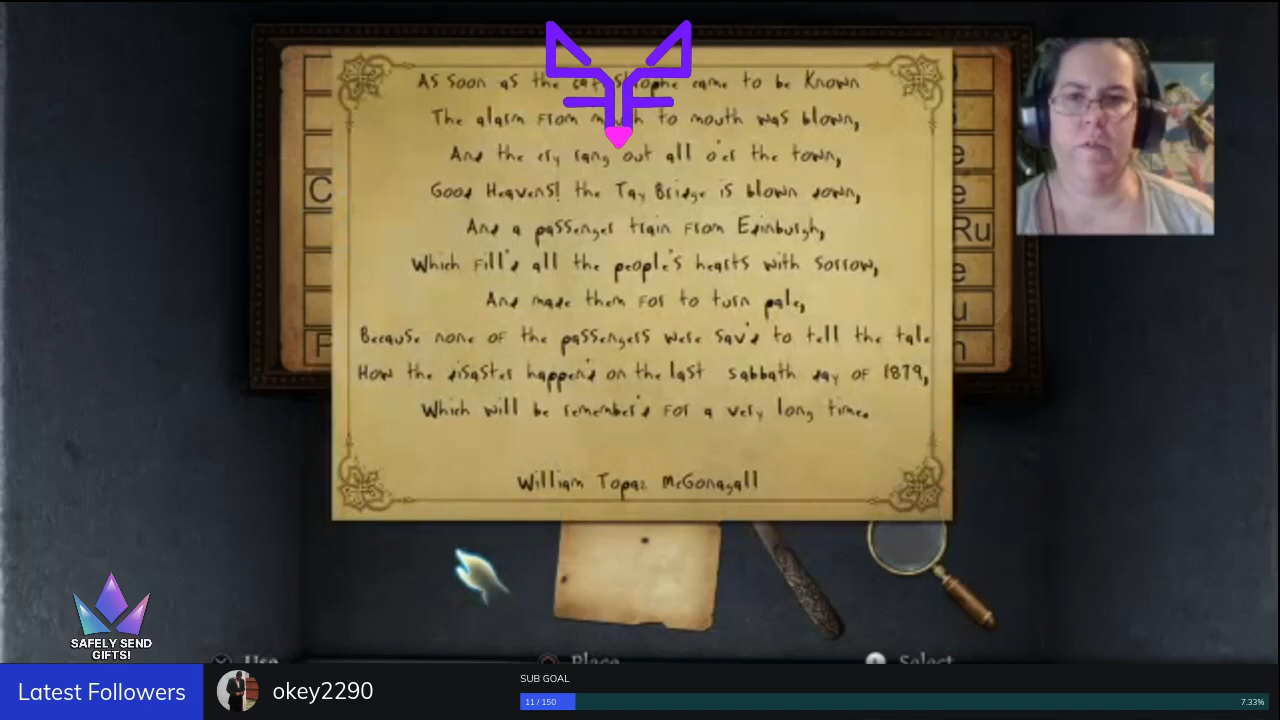 As soon as the catastrophe came to be known
The alarm from mouth to mouth was blown,
And the cry rang out all o'er the town,
Good Heavens! the Tay Bridge is blown down,
And a passenger train from Edinburgh,
Which fill'd all the people's hearts with sorrow,
And made them for to turn pale,
Because none of the passengers were sav'd to tell the tale
How the disaster happen'd on the last sabbath day of 1879,
Which will be remember'd for a very long time.
William Topaz McGonagall
C
e
e
Ru
e
u
n
SAFELY SEND
GIFTS!
Use
Place
Select
Latest Followers
okey2290
SUB GOAL
11 / 150
7.33%